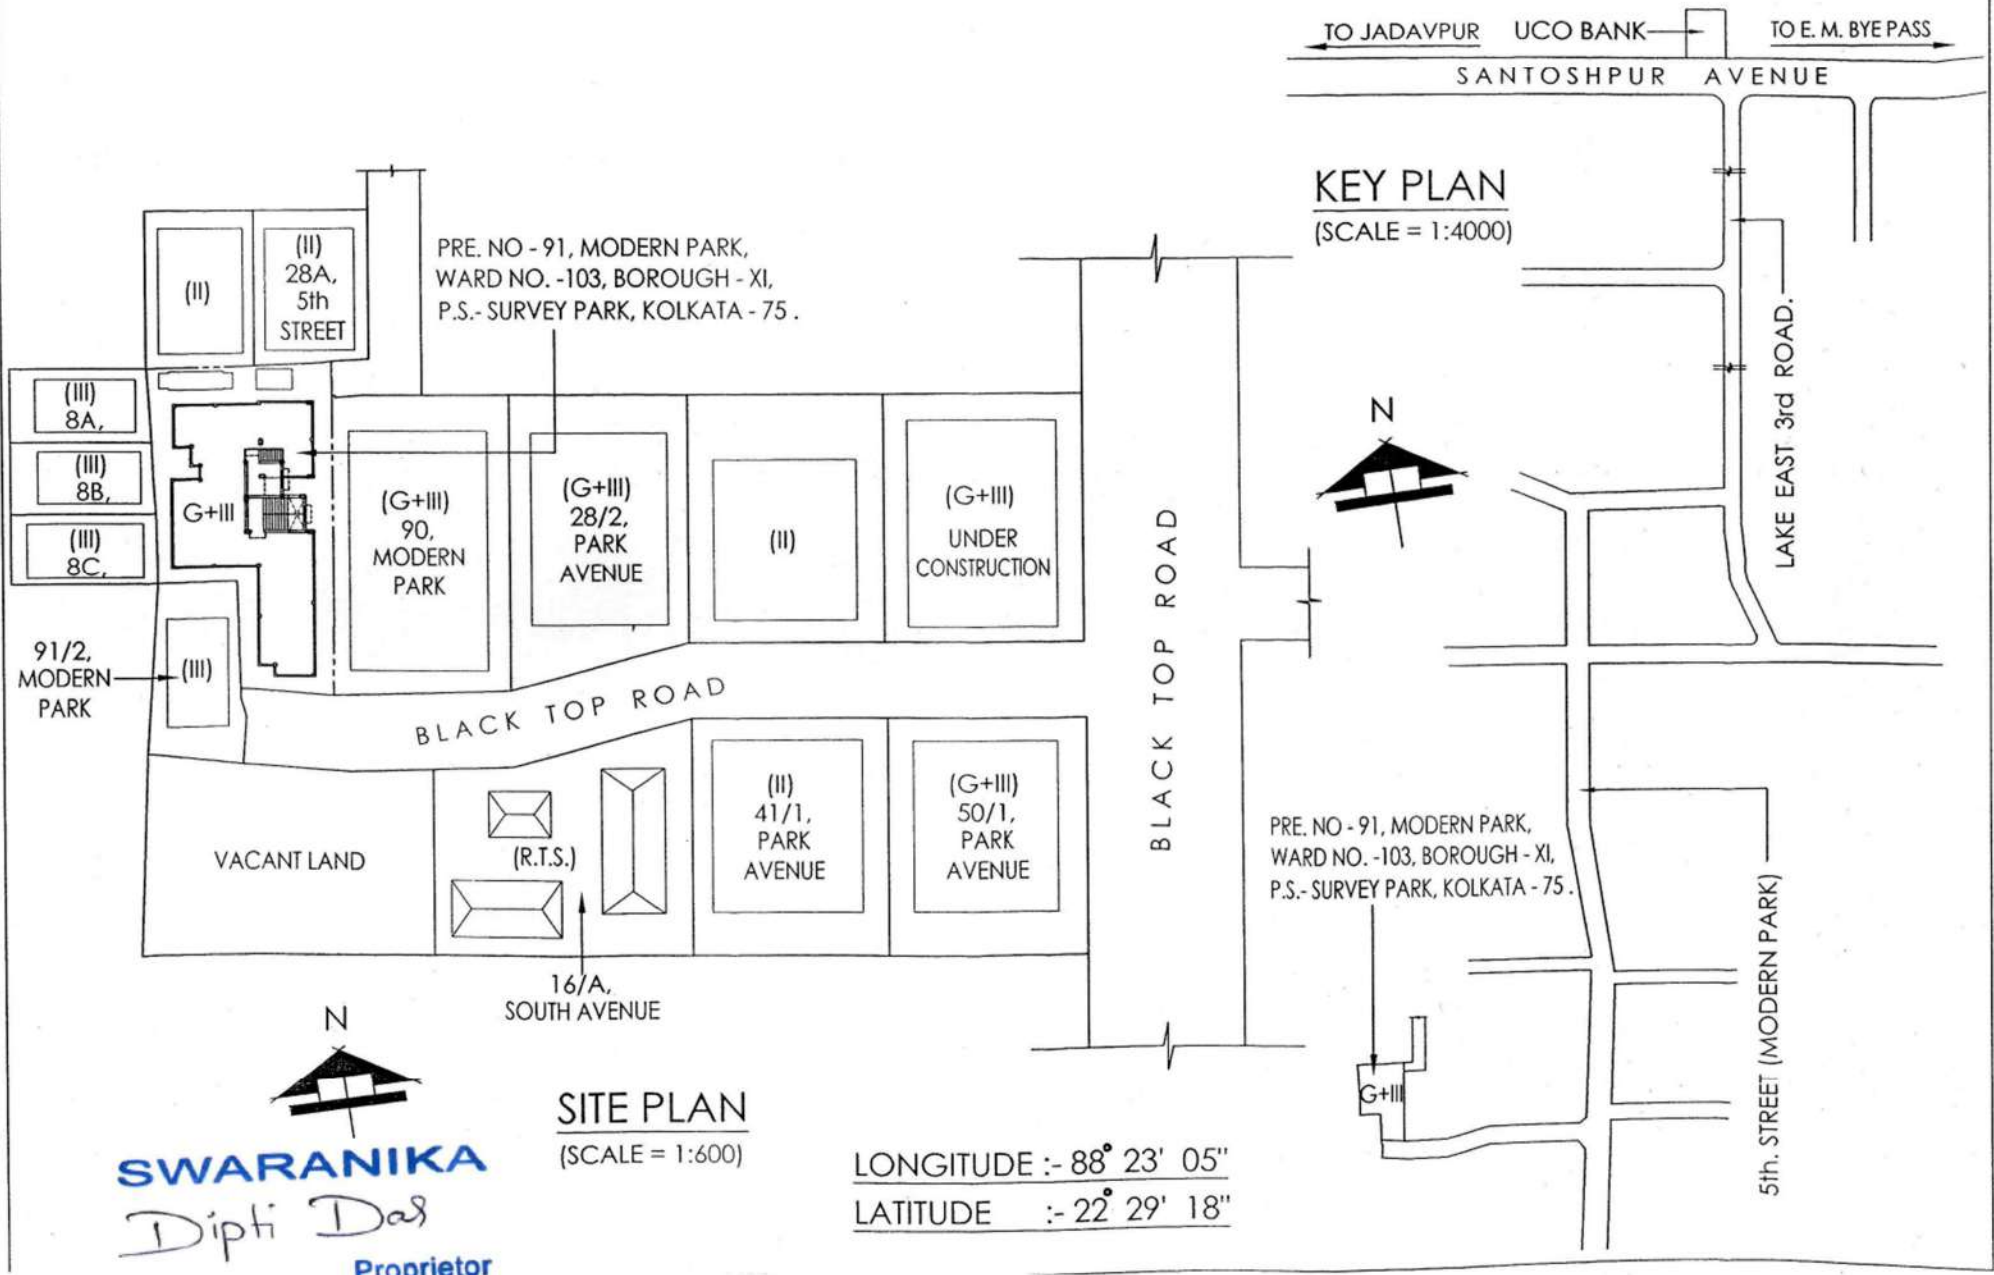 TO JADAVPUR
UCO BANK
TO E. M. BYE PASS
SANTOSHPUR AVENUE
KEY PLAN
(SCALE = 1:4000)
LAKE EAST 3rd ROAD.
N
PRE. NO - 91, MODERN PARK,
WARD NO. -103, BOROUGH - XI,
P.S.- SURVEY PARK, KOLKATA - 75 .
G+III
5th. STREET (MODERN PARK)
(II)
(II)
28A,
5th
STREET
PRE. NO - 91, MODERN PARK,
WARD NO. -103, BOROUGH - XI,
P.S.- SURVEY PARK, KOLKATA - 75 .
(III)
8A,
(III)
8B,
(III)
8C,
G+III
(G+III)
90,
MODERN
PARK
(G+III)
28/2,
PARK
AVENUE
(II)
(G+III)
UNDER
CONSTRUCTION
91/2,
MODERN
PARK
(III)
BLACK TOP ROAD
BLACK TOP ROAD
VACANT LAND
(R.T.S.)
16/A,
SOUTH AVENUE
(II)
41/1,
PARK
AVENUE
(G+III)
50/1,
PARK
AVENUE
N
SITE PLAN
(SCALE = 1:600)
LONGITUDE :- 88° 23' 05"
LATITUDE :- 22° 29' 18"
SWARANIKA
Dipti Das
Proprietor